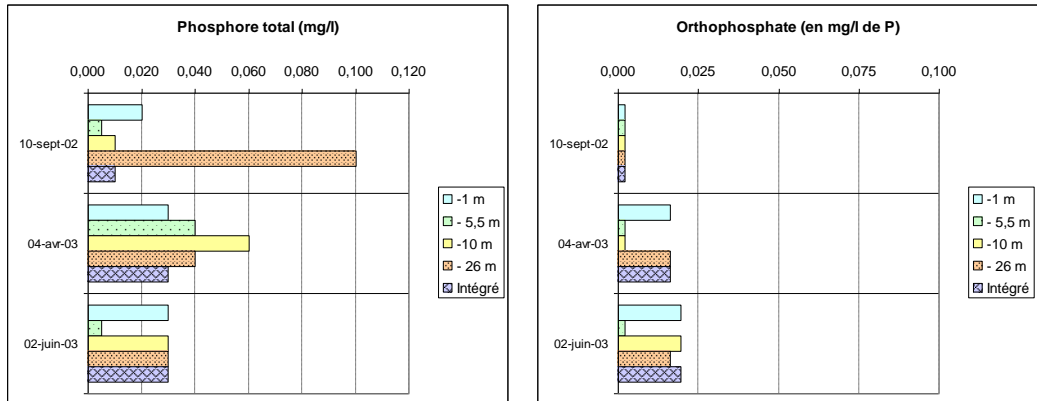 Phosphore total (mg/l)
0,000 0,020 0,040 0,060 0,080 0,100 0,120
10-sept-02
04-avr-03
02-juin-03
-1 m
- 5,5 m
-10 m
- 26 m
Intégré
Orthophosphate (en mg/l de P)
0,000 0,025 0,050 0,075 0,100
10-sept-02
04-avr-03
02-juin-03
-1 m
- 5,5 m
-10 m
- 26 m
Intégré